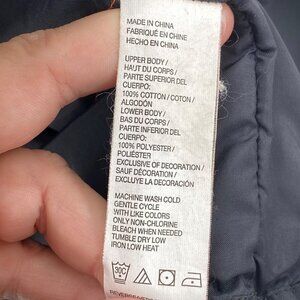 MADE IN CHINA
FABRIQUÉ EN CHINE
HECHO EN CHINA
UPPER BODY /
HAUT DU CORPS /
PARTE SUPERIOR DEL
CUERPO:
100% COTTON / COTON /
ALGODÓN
LOWER BODY /
BAS DU CORPS /
PARTE INFERIOR DEL
CUERPO:
100% POLYESTER /
POLIÉSTER
EXCLUSIVE OF DECORATION /
SAUF DÉCORATION /
EXCLUYE LA DECORACIÓN
MACHINE WASH COLD
GENTLE CYCLE
WITH LIKE COLORS
ONLY NON-CHLORINE
BLEACH WHEN NEEDED
TUMBLE DRY LOW
IRON LOW HEAT
30C